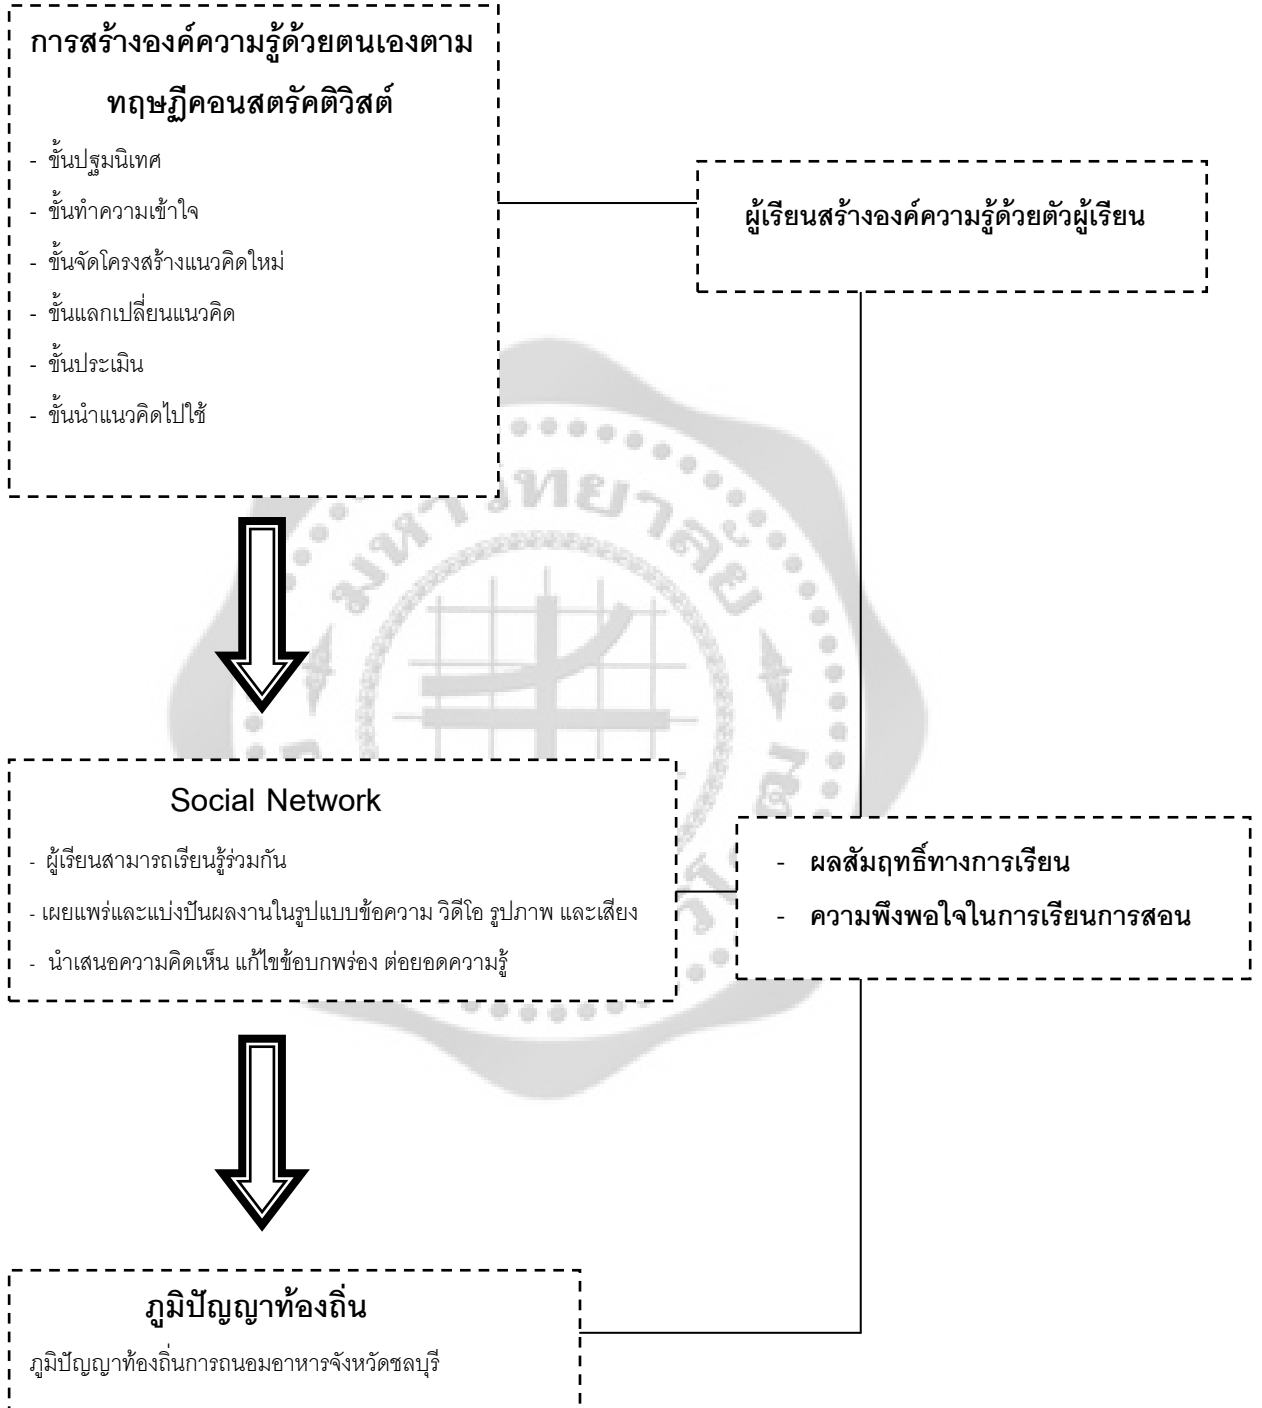 การสร้างองค์ความรู้ด้วยตนเองตาม
ทฤษฎีคอนสตรัคติวิสต์
- ขั้นปฐมนิเทศ
- ขั้นทำความเข้าใจ
- ขั้นจัดโครงสร้างแนวคิดใหม่
- ขั้นแลกเปลี่ยนแนวคิด
- ขั้นประเมิน
- ขั้นนำแนวคิดไปใช้
ผู้เรียนสร้างองค์ความรู้ด้วยตัวผู้เรียน
มหาวิทยาลัย
Social Network
- ผู้เรียนสามารถเรียนรู้ร่วมกัน
- เผยแพร่และแบ่งปันผลงานในรูปแบบข้อความ วิดีโอ รูปภาพ และเสียง
- นำเสนอความคิดเห็น แก้ไขข้อบกพร่อง ต่อยอดความรู้
- ผลสัมฤทธิ์ทางการเรียน
- ความพึงพอใจในการเรียนการสอน
ภูมิปัญญาท้องถิ่น
ภูมิปัญญาท้องถิ่นการถนอมอาหารจังหวัดชลบุรี